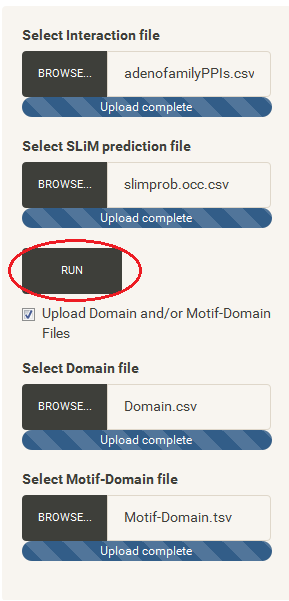 Select Interaction file
BROWSE... adenofamilyPPIs.csv
Upload complete
Select SLiM prediction file
BROWSE... slimprob.occ.csv
Upload complete
RUN
Upload Domain and/or Motif-Domain
Files
Select Domain file
BROWSE... Domain.csv
Upload complete
Select Motif-Domain file
BROWSE... Motif-Domain.tsv
Upload complete